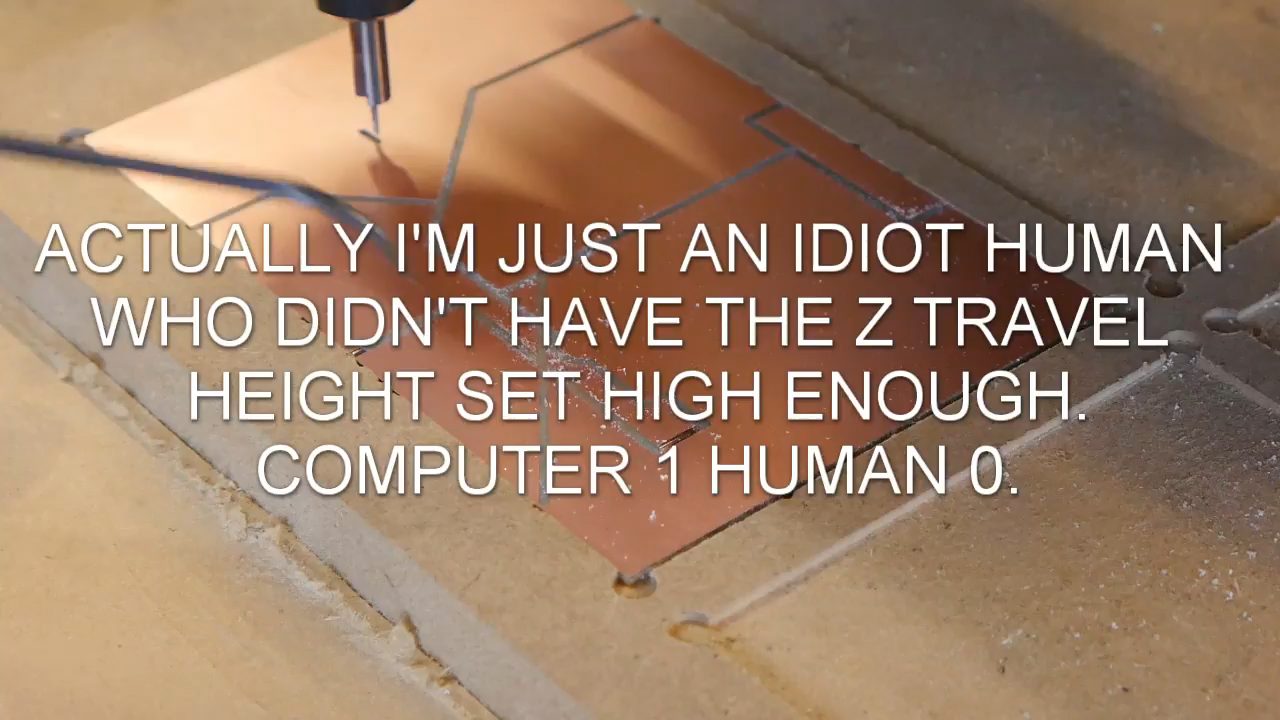 ACTUALLY I'M JUST AN IDIOT HUMAN
WHO DIDN'T HAVE THE Z TRAVEL
HEIGHT SET HIGH ENOUGH.
COMPUTER 1 HUMAN 0.